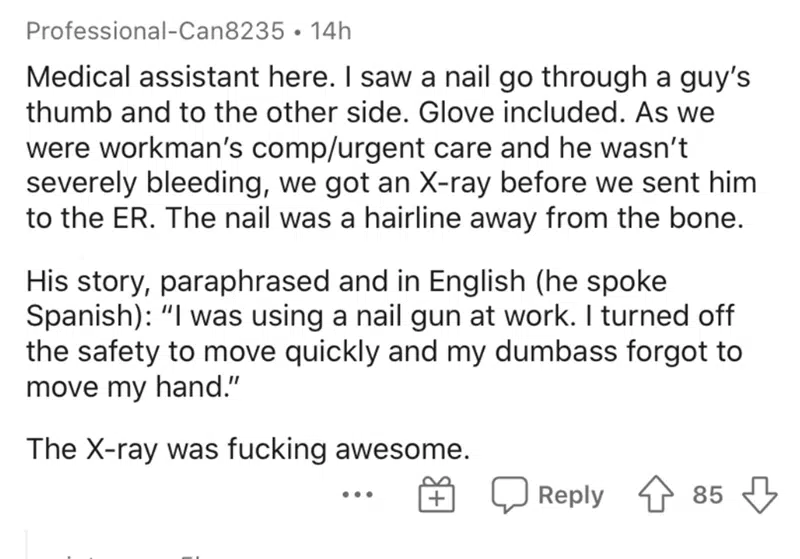 Professional-Can8235 • 14h
Medical assistant here. I saw a nail go through a guy's
thumb and to the other side. Glove included. As we
were workman's comp/urgent care and he wasn't
severely bleeding, we got an X-ray before we sent him
to the ER. The nail was a hairline away from the bone.
His story, paraphrased and in English (he spoke
Spanish): “I was using a nail gun at work. I turned off
the safety to move quickly and my dumbass forgot to
move my hand.”
The X-ray was fucking awesome.
Reply 85